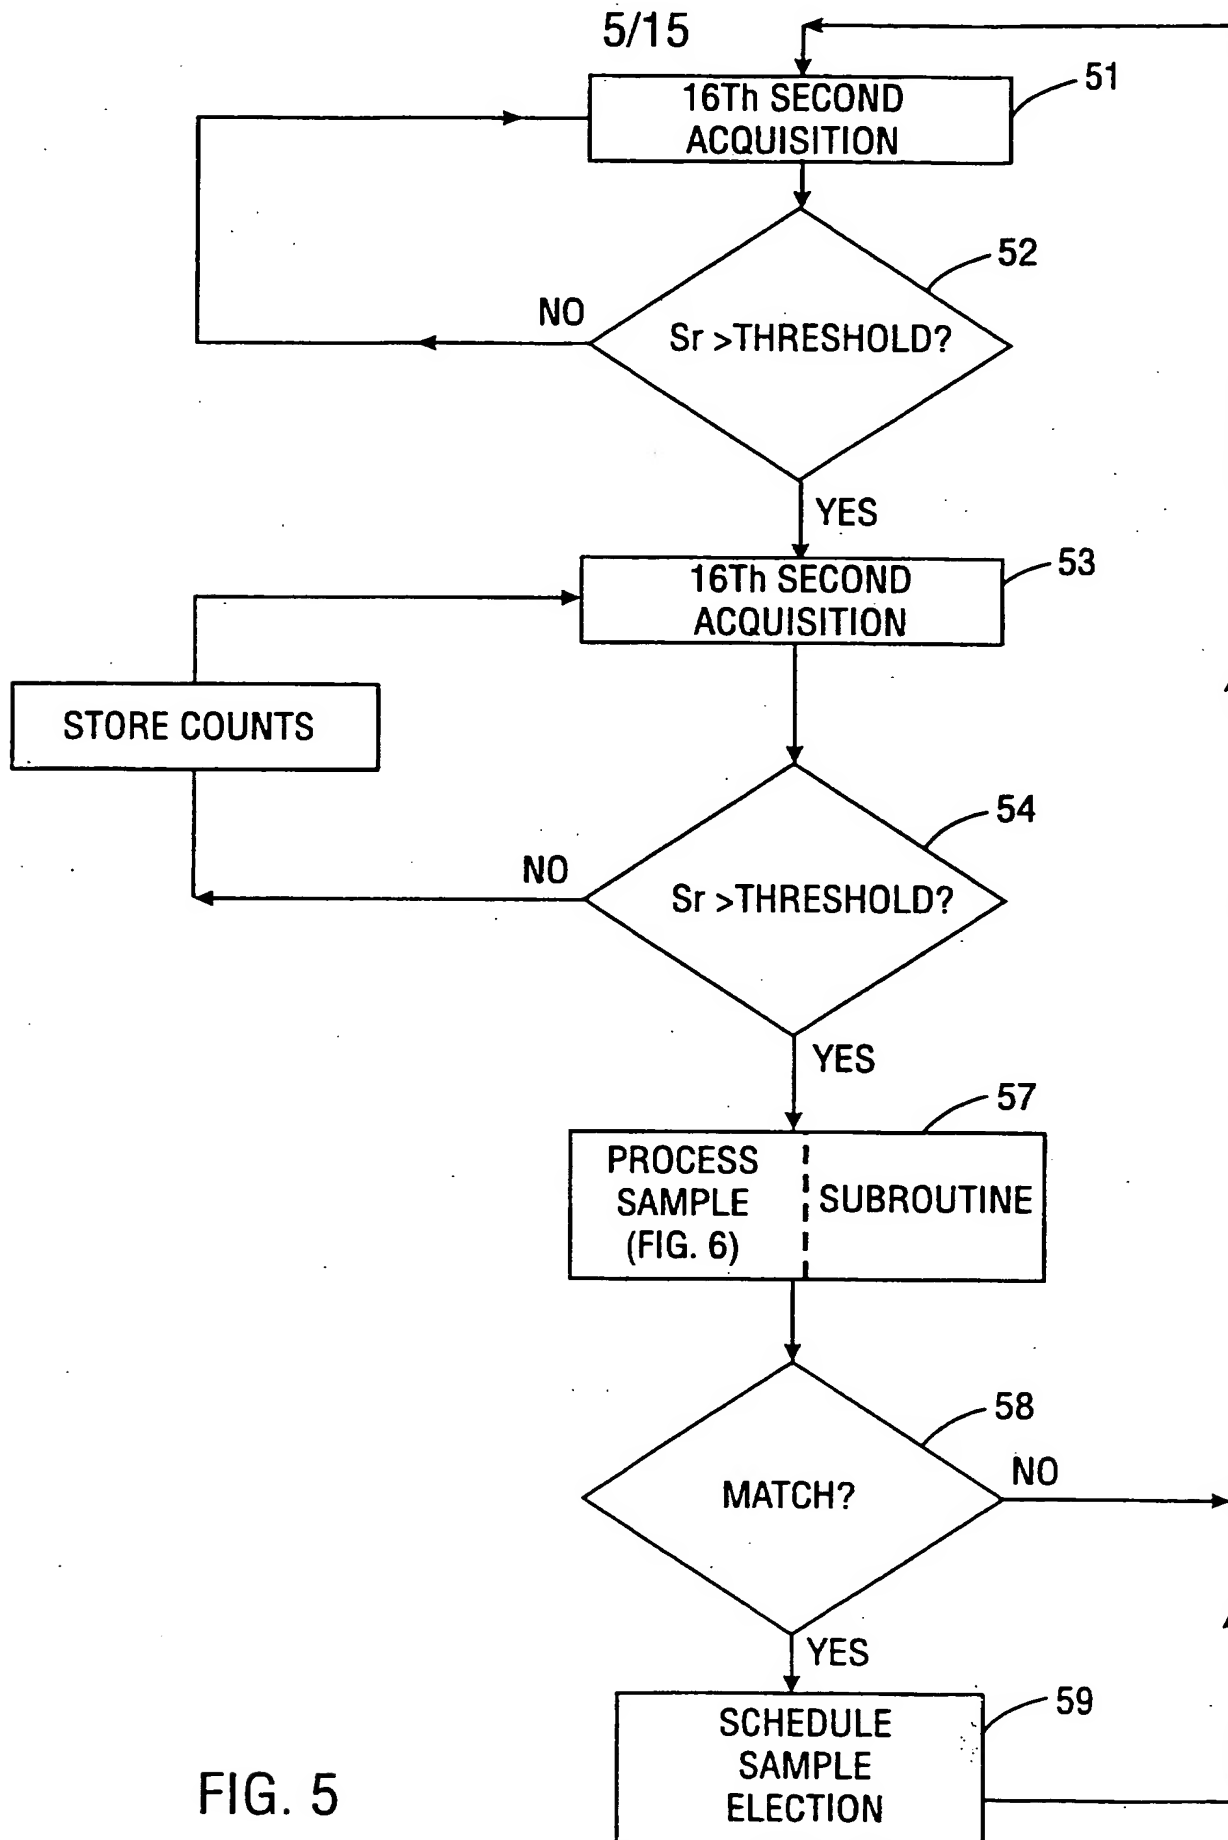 5/15
16Th SECOND
ACQUISITION
51
52
NO
Sr >THRESHOLD?
YES
16Th SECOND
ACQUISITION
53
STORE COUNTS
54
NO
Sr >THRESHOLD?
YES
57
PROCESS
SAMPLE
(FIG. 6)
SUBROUTINE
58
NO
MATCH?
YES
59
SCHEDULE
SAMPLE
ELECTION
FIG. 5